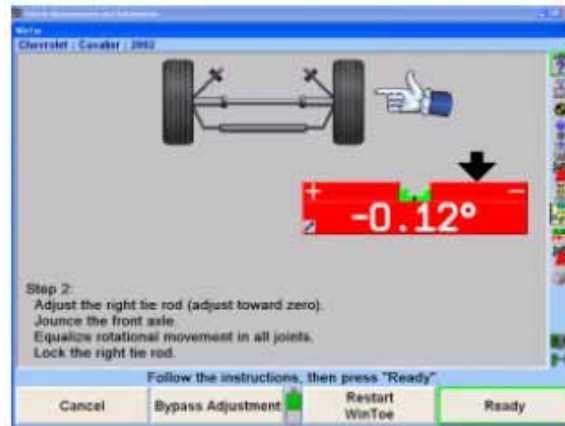 WinToe
Chevrolet : Cavalier : 2002
+
−
-0.12°
Step 2:
Adjust the right tie rod (adjust toward zero).
Jounce the front axle.
Equalize rotational movement in all joints.
Lock the right tie rod.
Follow the instructions, then press "Ready"
Cancel
Bypass Adjustment
Restart
WinToe
Ready